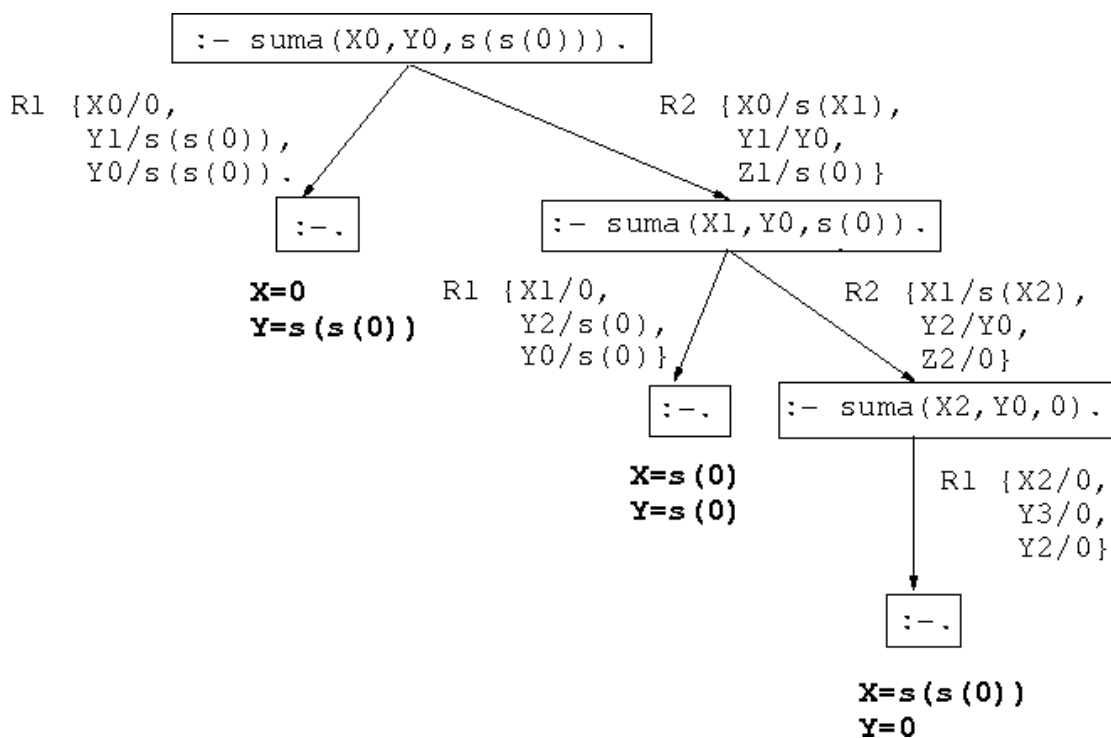 :- suma(X0,Y0,s(s(0))).
R1 {X0/0,
Y1/s(s(0)),
Y0/s(s(0)).
R2 {X0/s(X1),
Y1/Y0,
Z1/s(0)}
:-.
:- suma(X1,Y0,s(0)).
X=0
Y=s(s(0))
R1 {X1/0,
Y2/s(0),
Y0/s(0)}
R2 {X1/s(X2),
Y2/Y0,
Z2/0}
:-.
:- suma(X2,Y0,0).
X=s(0)
Y=s(0)
R1 {X2/0,
Y3/0,
Y2/0}
:-.
X=s(s(0))
Y=0